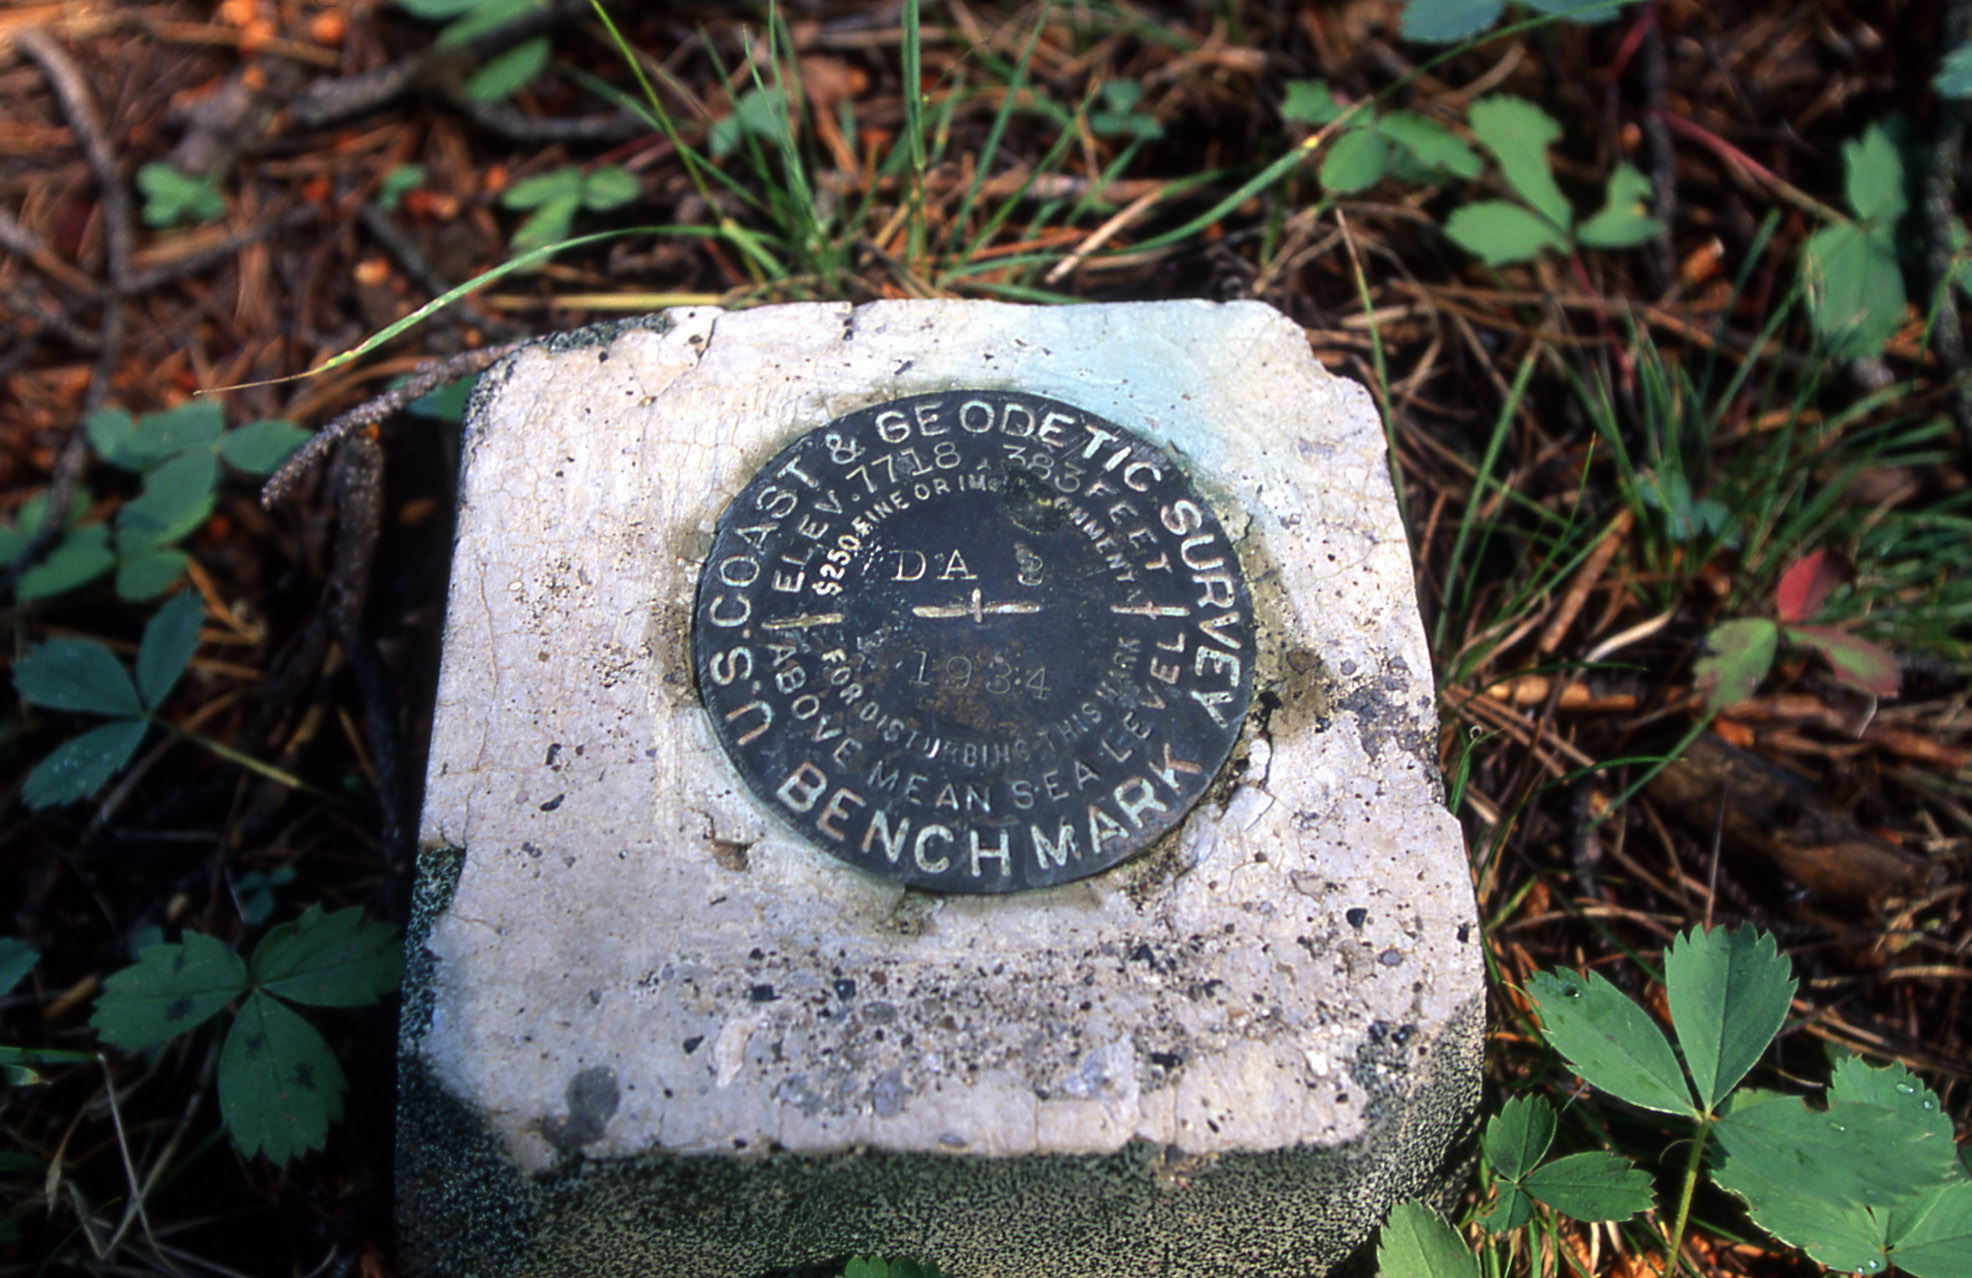 U.S. COAST & GEODETIC SURVEY
ELEV. 7718.383 FEET
ABOVE MEAN SEA LEVEL
$250 FINE OR
FOR DISTURBING THIS MARK
DA
1934
BENCH MARK